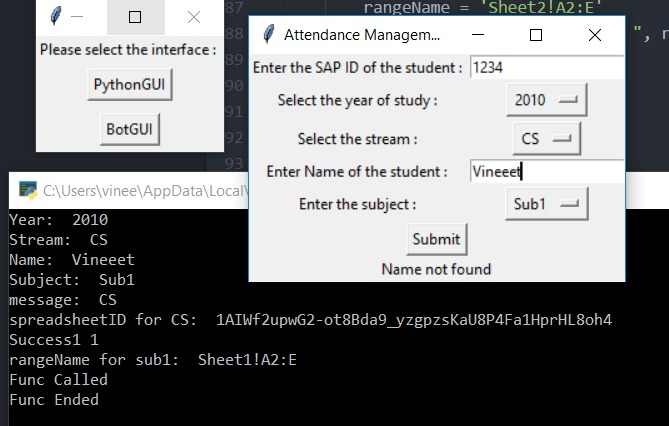 87 rangeName = 'Sheet2!A2:E'
88 ", r
89
90
91
92
93
Please select the interface :
PythonGUI
BotGUI
Attendance Managem...
Enter the SAP ID of the student : 1234
Select the year of study : 2010
Select the stream : CS
Enter Name of the student : Vineeet
Enter the subject : Sub1
Submit
Name not found
C:\Users\vinee\AppData\Local\
Year:  2010
Stream:  CS
Name:  Vineeet
Subject:  Sub1
message:  CS
spreadsheetID for CS:  1AIWf2upwG2-ot8Bda9_yzgpzsKaU8P4Fa1HprHL8oh4
Success1 1
rangeName for sub1:  Sheet1!A2:E
Func Called
Func Ended